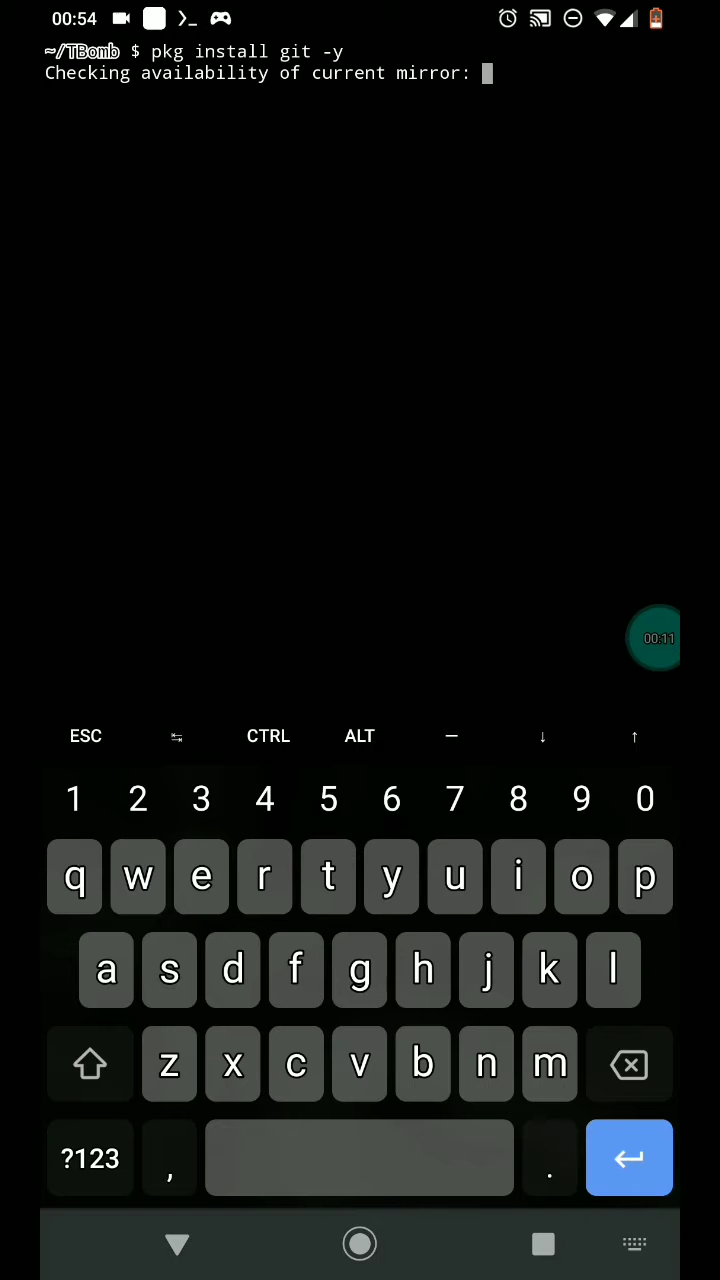 00:54
~/TBomb $ pkg install git -y
Checking availability of current mirror:
00:11
ESC ↹ CTRL ALT — ↓ ↑
1 2 3 4 5 6 7 8 9 0
q w e r t y u i o p
a s d f g h j k l
z x c v b n m
?123 , .